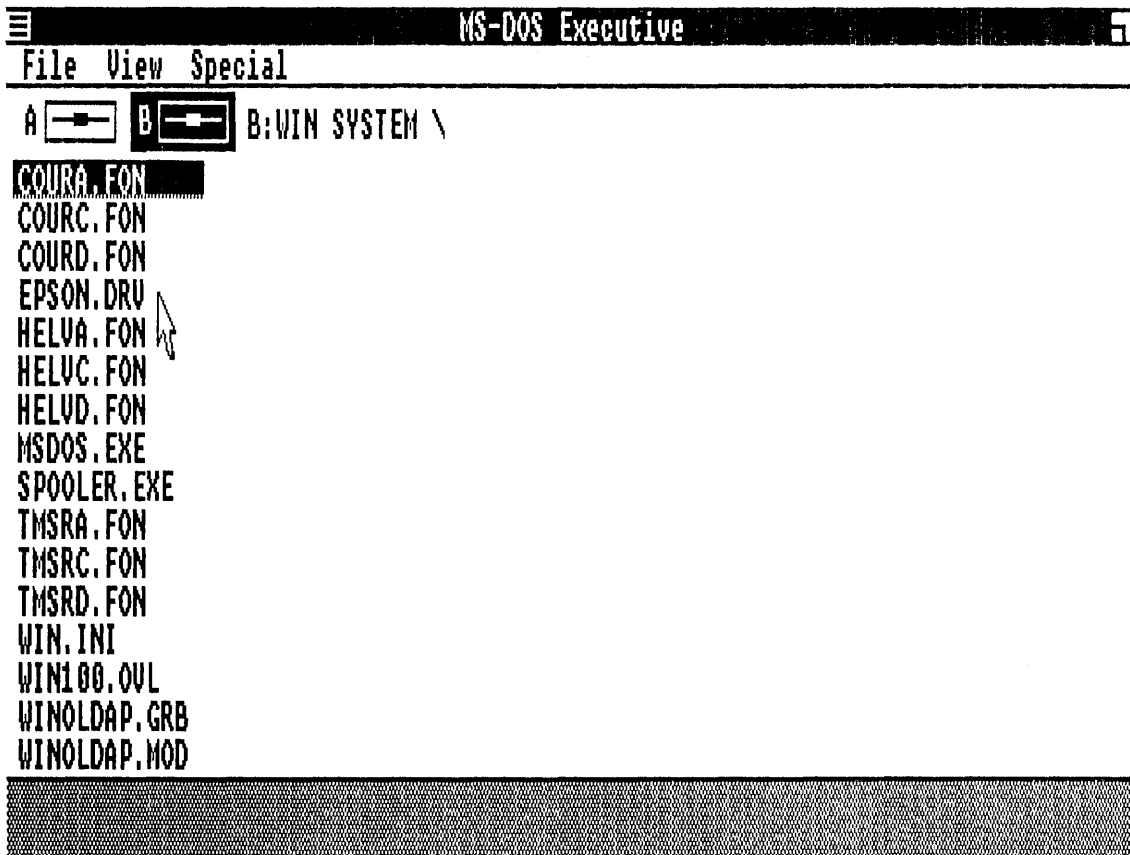 MS-DOS Executive
File View Special
A B B:WIN SYSTEM \
COURA.FON
COURC.FON
COURD.FON
EPSON.DRV
HELVA.FON
HELVC.FON
HELVD.FON
MSDOS.EXE
SPOOLER.EXE
TMSRA.FON
TMSRC.FON
TMSRD.FON
WIN.INI
WIN100.OVL
WINOLDAP.GRB
WINOLDAP.MOD